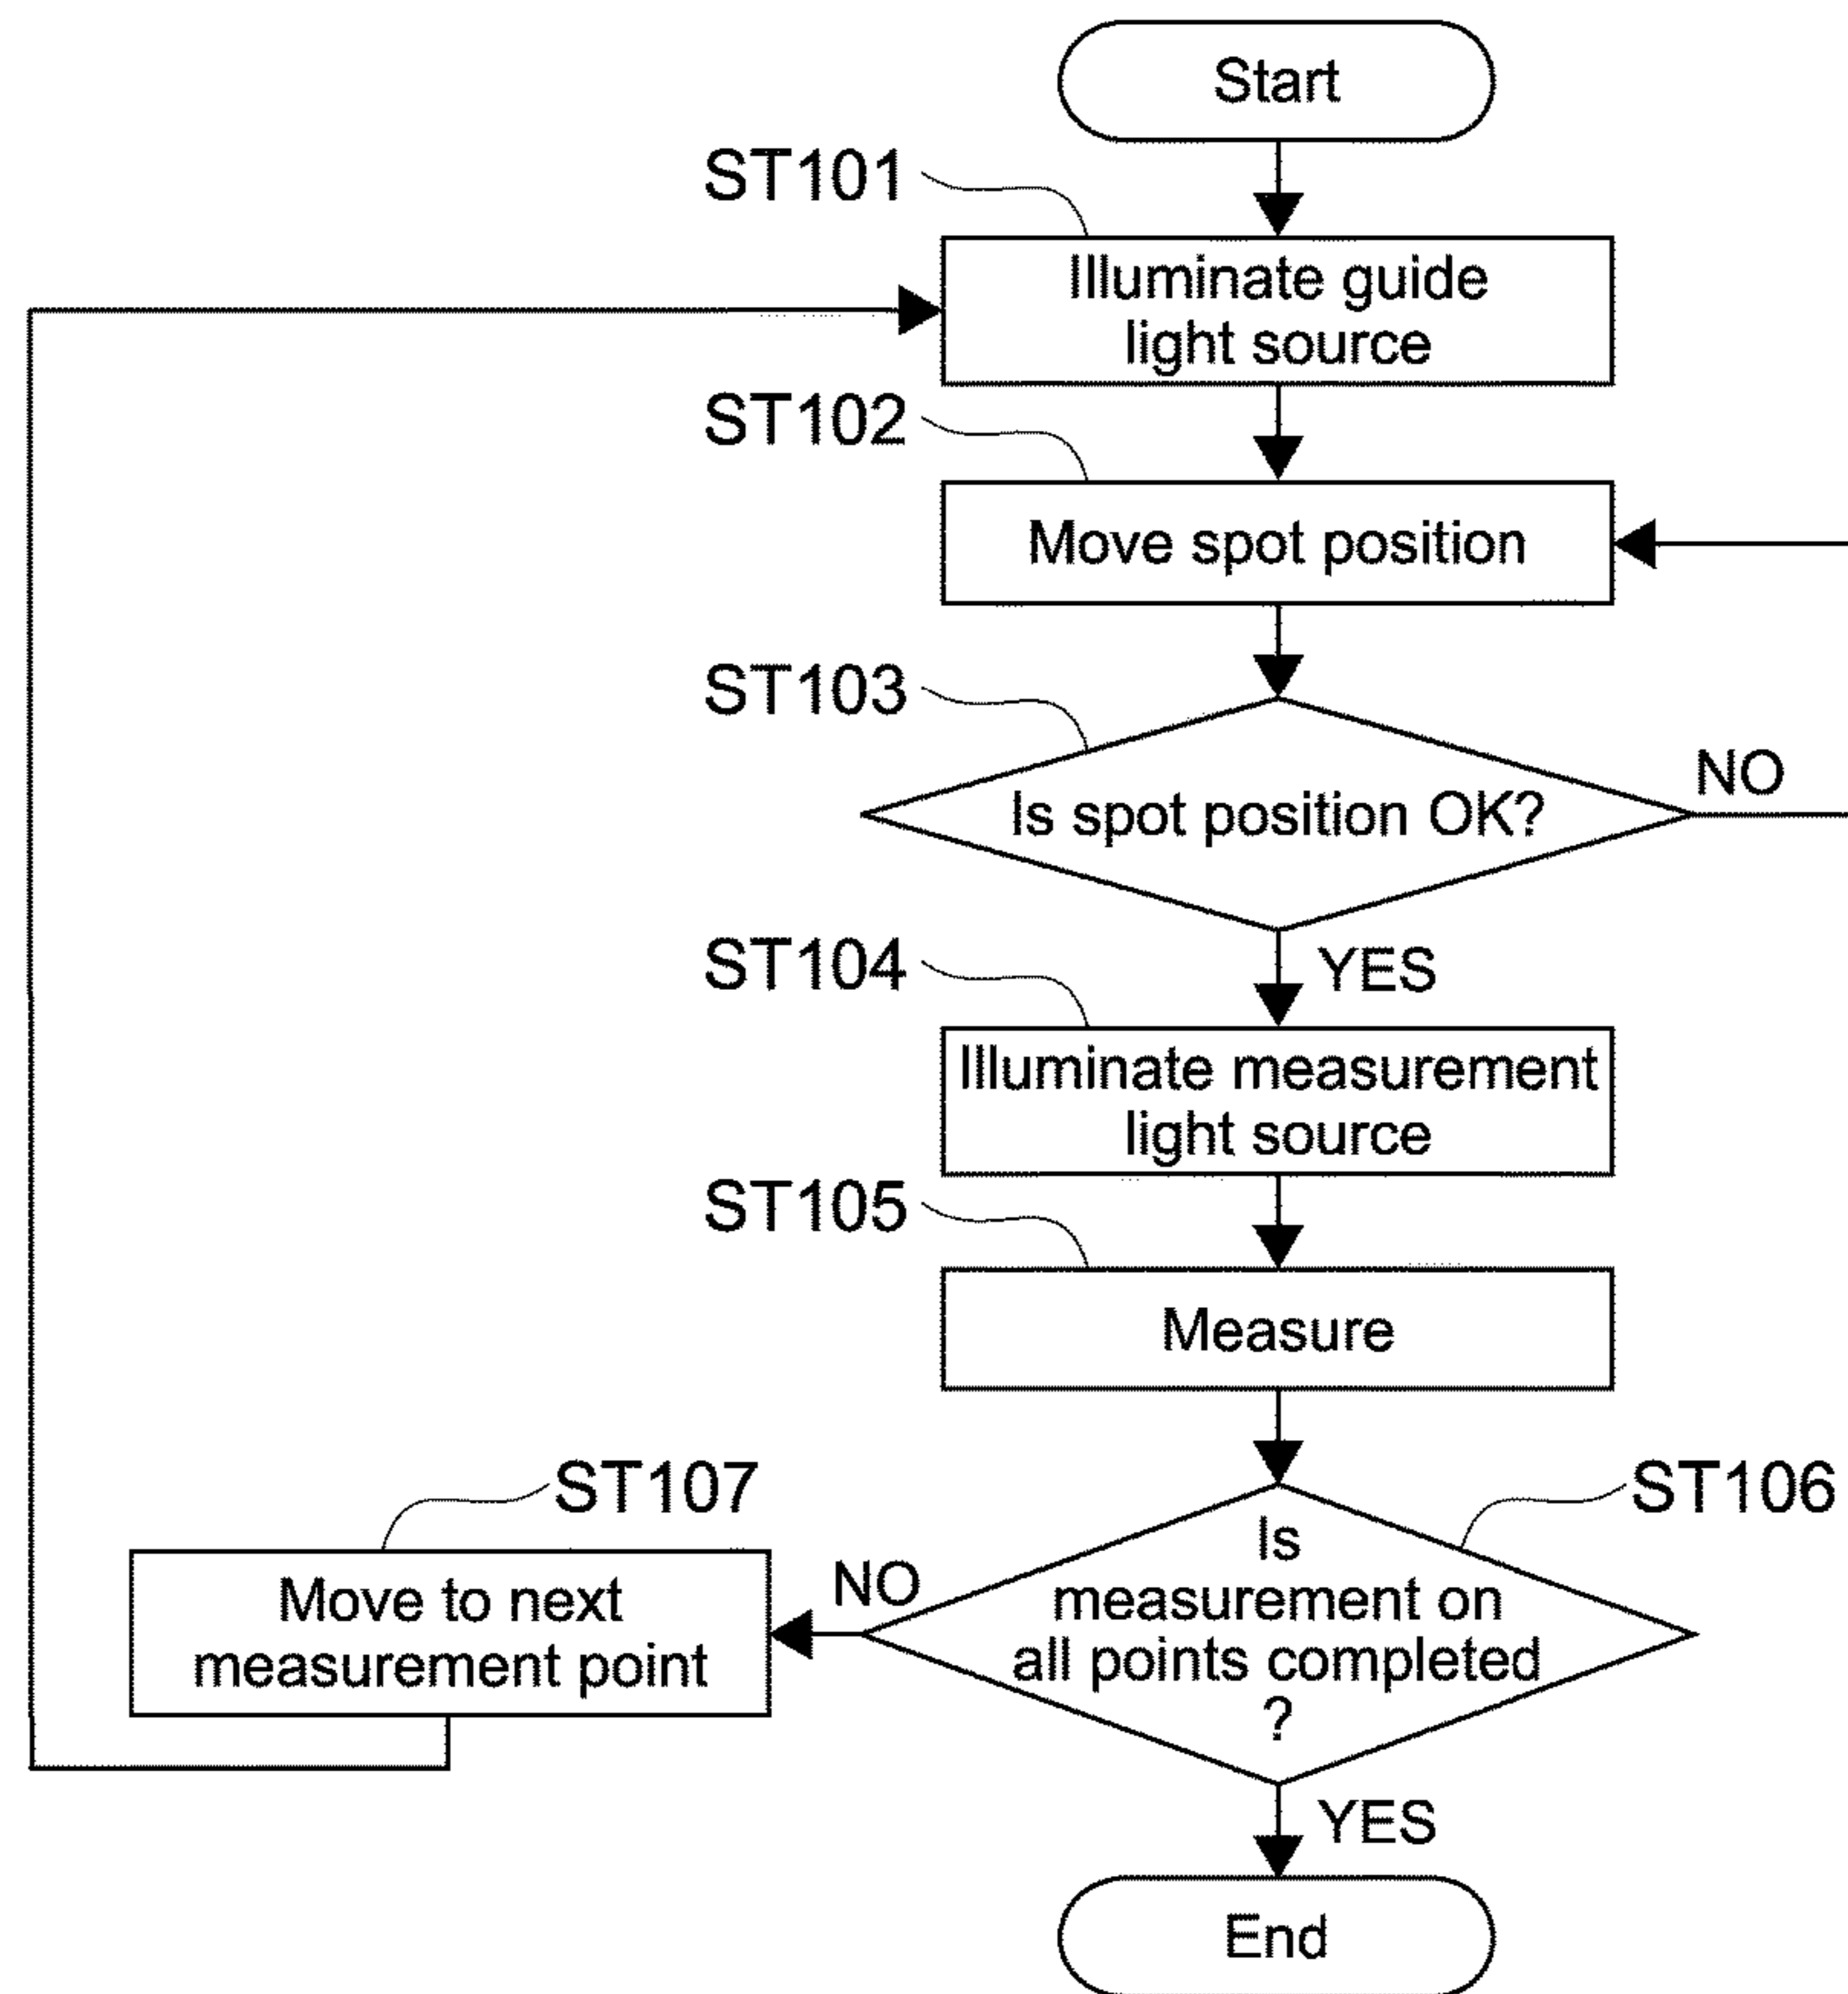 Start
ST101
Illuminate guide
light source
ST102
Move spot position
ST103
Is spot position OK?
NO
YES
ST104
Illuminate measurement
light source
ST105
Measure
ST106
Is
measurement on
all points completed
?
NO
ST107
Move to next
measurement point
YES
End